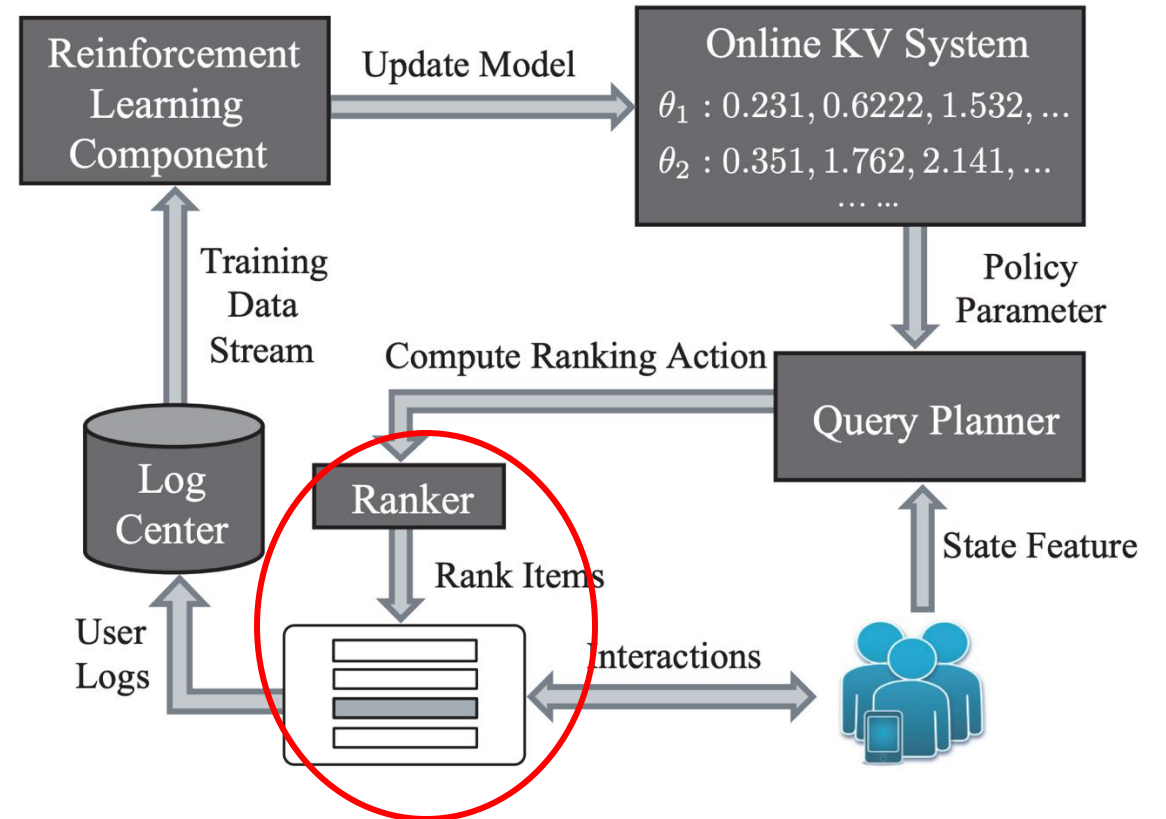 Reinforcement
Learning
Component
Update Model
Online KV System
θ₁ : 0.231, 0.6222, 1.532, ...
θ₂ : 0.351, 1.762, 2.141, ...
... ...
Training
Data
Stream
Policy
Parameter
Compute Ranking Action
Query Planner
Log
Center
Ranker
State Feature
Rank Items
User
Logs
Interactions